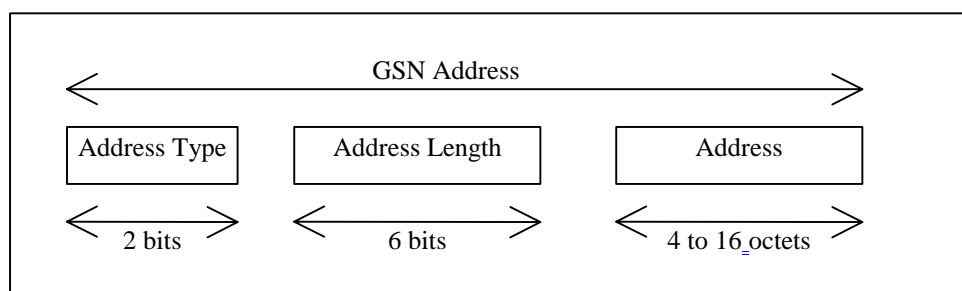 GSN Address
Address Type Address Length Address
2 bits 6 bits 4 to 16 octets